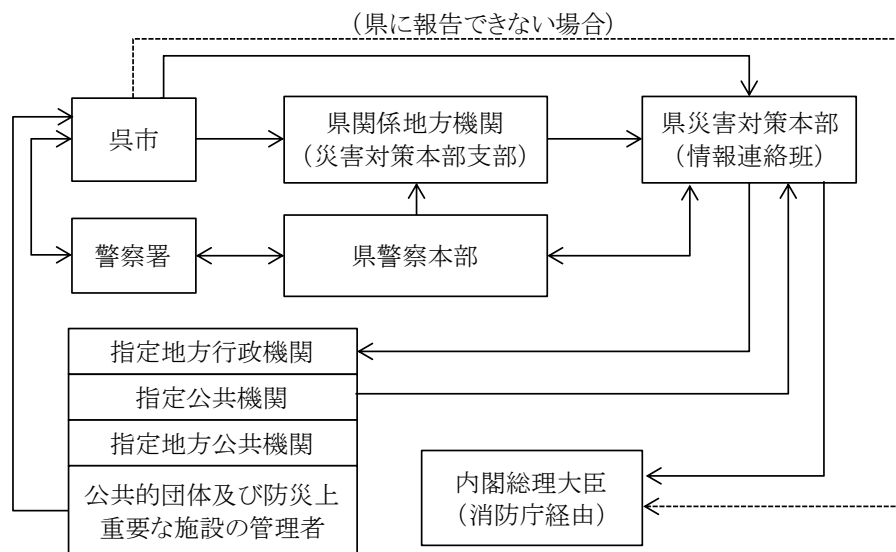 （県に報告できない場合）
呉市
県関係地方機関
（災害対策本部支部）
県災害対策本部
（情報連絡班）
警察署
県警察本部
指定地方行政機関
指定公共機関
指定地方公共機関
公共的団体及び防災上
重要な施設の管理者
内閣総理大臣
（消防庁経由）